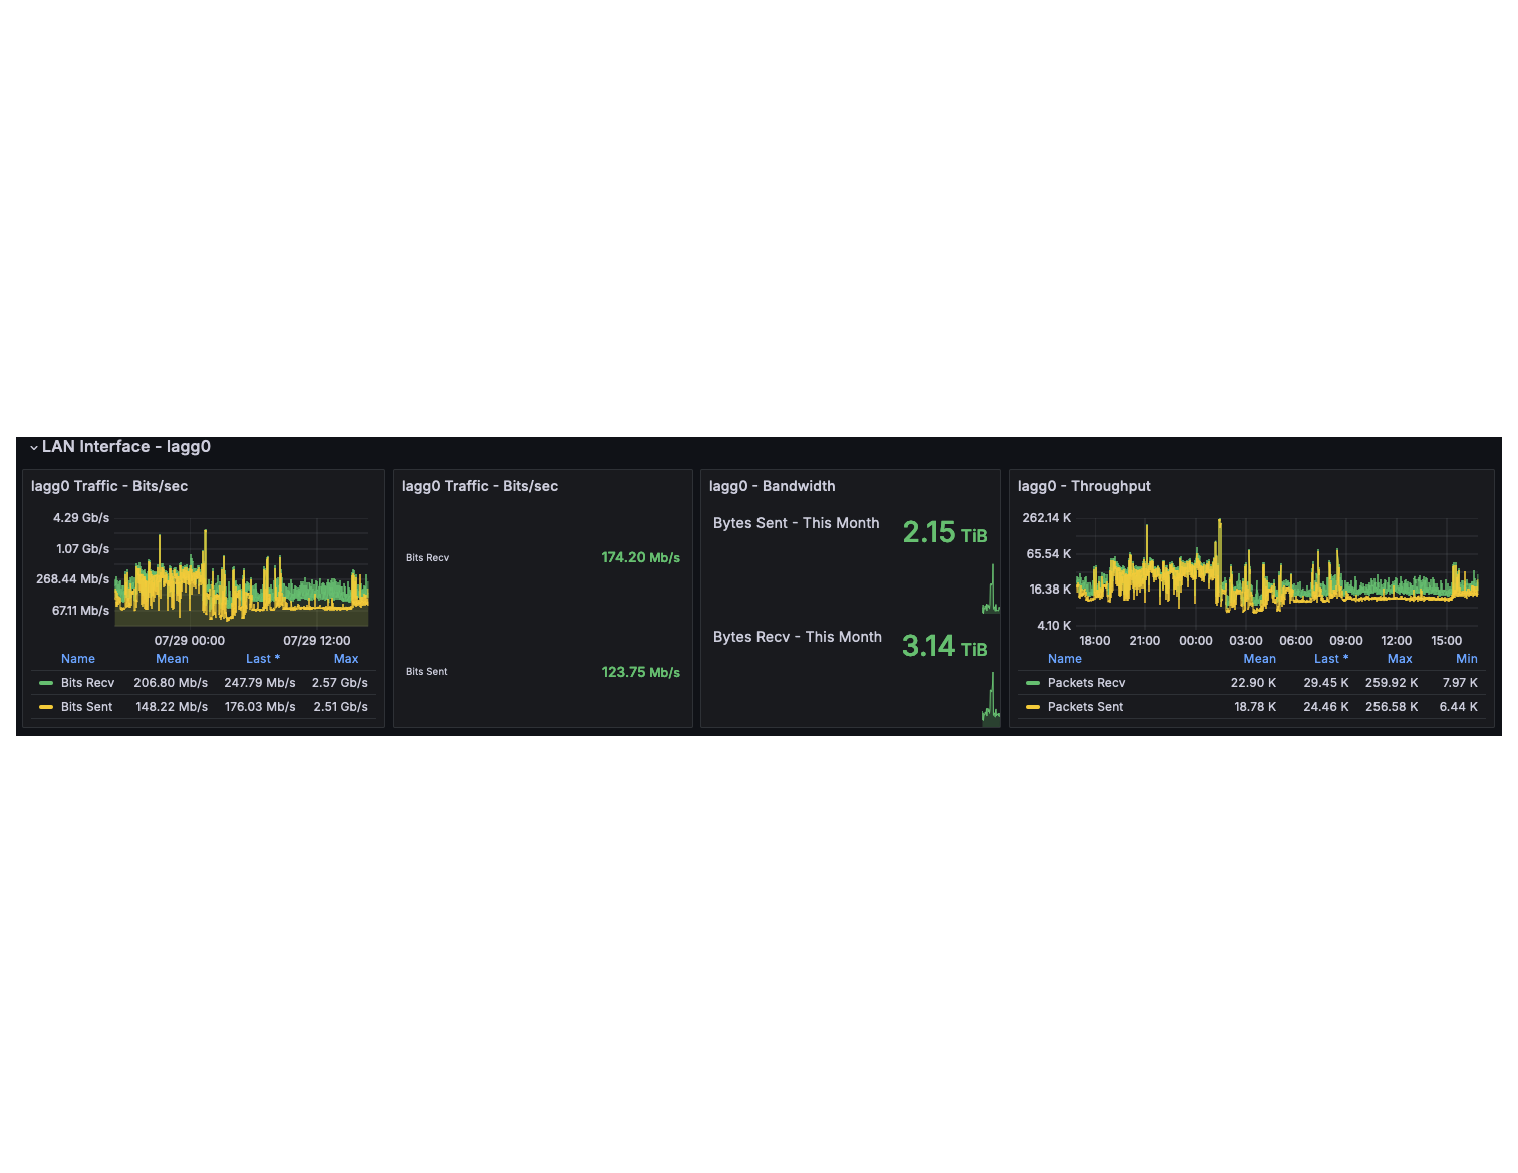 LAN Interface - lagg0
lagg0 Traffic - Bits/sec
4.29 Gb/s
1.07 Gb/s
268.44 Mb/s
67.11 Mb/s
07/29 00:00 07/29 12:00
Name Mean Last * Max
Bits Recv 206.80 Mb/s 247.79 Mb/s 2.57 Gb/s
Bits Sent 148.22 Mb/s 176.03 Mb/s 2.51 Gb/s
lagg0 Traffic - Bits/sec
Bits Recv 174.20 Mb/s
Bits Sent 123.75 Mb/s
lagg0 - Bandwidth
Bytes Sent - This Month 2.15 TiB
Bytes Recv - This Month 3.14 TiB
lagg0 - Throughput
262.14 K
65.54 K
16.38 K
4.10 K
18:00 21:00 00:00 03:00 06:00 09:00 12:00 15:00
Name Mean Last * Max Min
Packets Recv 22.90 K 29.45 K 259.92 K 7.97 K
Packets Sent 18.78 K 24.46 K 256.58 K 6.44 K